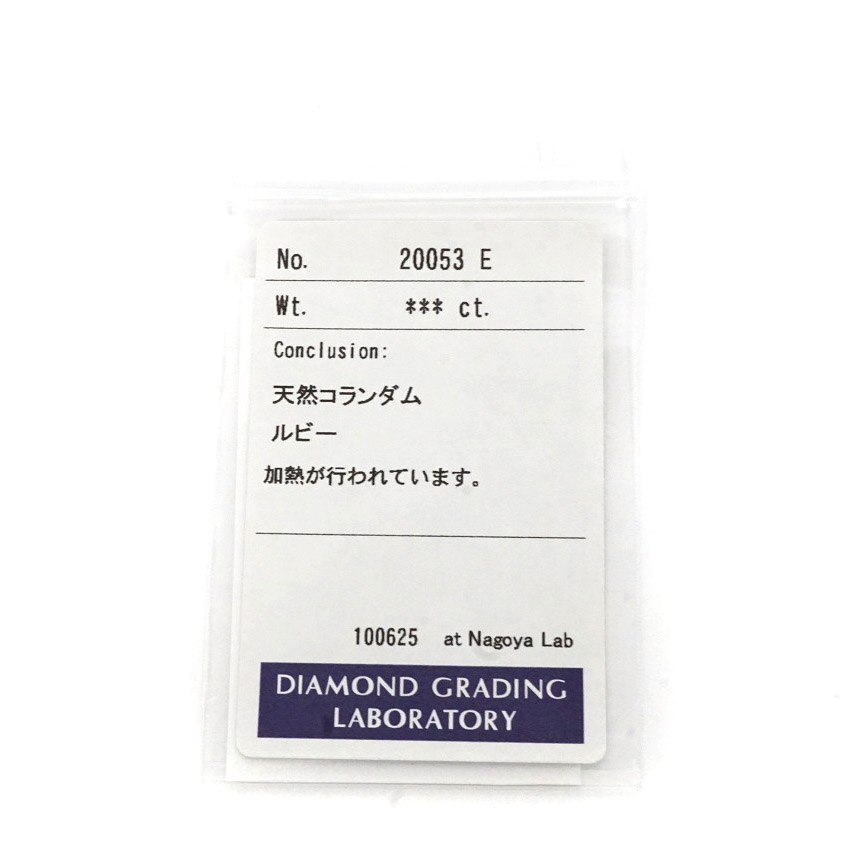 No. 20053 E
Wt. *** ct.
Conclusion:
天然コランダム
ルビー
加熱が行われています。
100625 at Nagoya Lab
DIAMOND GRADING
LABORATORY